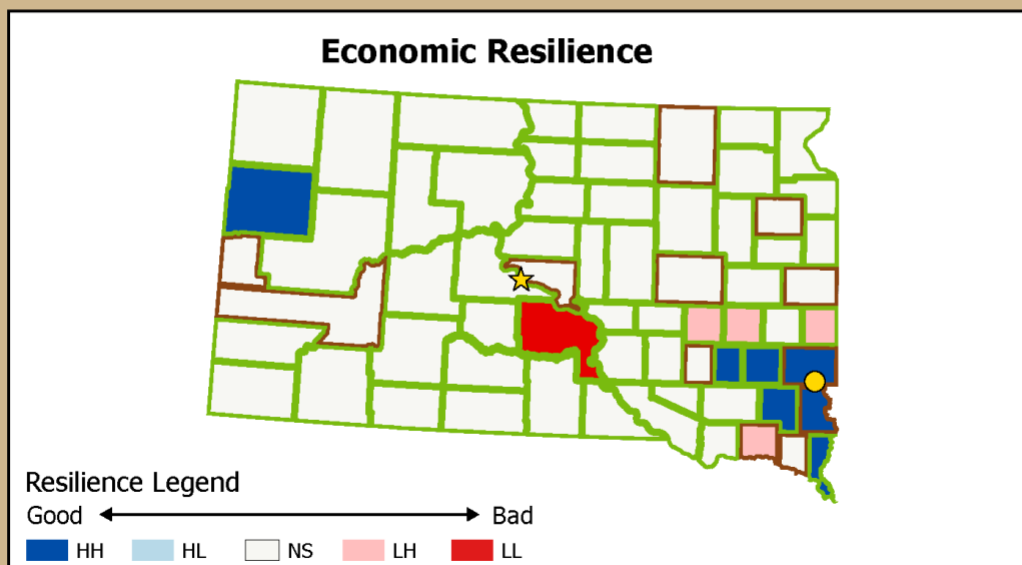 Economic Resilience
Resilience Legend
Good Bad
HH HL NS LH LL